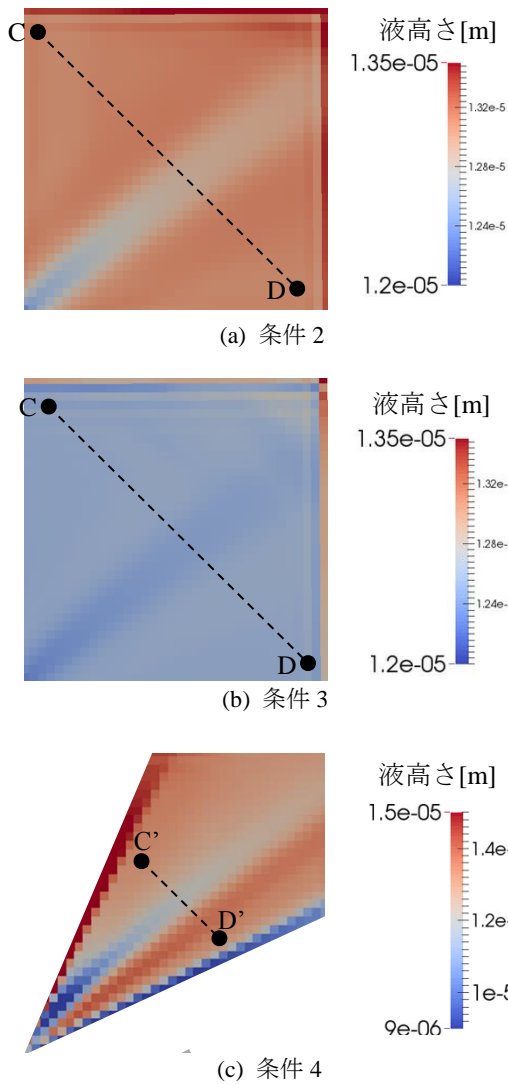 液高さ[m]
C
1.35e-05
1.32e-5
1.28e-5
1.24e-5
D
1.2e-05
(a) 条件 2
液高さ[m]
C
1.35e-05
1.32e-
1.28e-
1.24e-
D
1.2e-05
(b) 条件 3
液高さ[m]
1.5e-05
1.4e-
C’
1.2e-
D’
1e-5
9e-06
(c) 条件 4